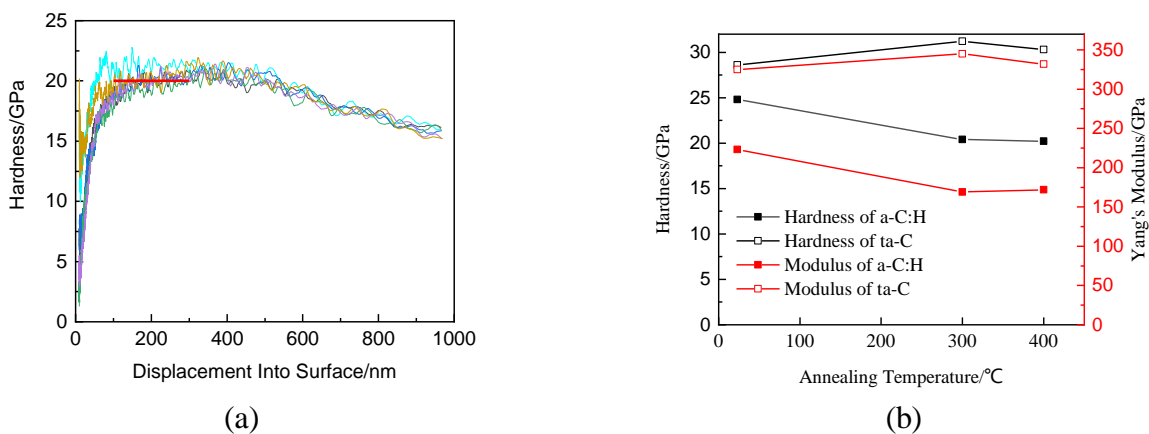 25
20
15
10
5
0
0
200
400
600
800
1000
Hardness/GPa
Displacement Into Surface/nm
(a)
30
25
20
15
10
5
0
0
100
200
300
400
350
300
250
200
150
100
50
0
Hardness/GPa
Yang's Modulus/GPa
Hardness of a-C:H
Hardness of ta-C
Modulus of a-C:H
Modulus of ta-C
Annealing Temperature/℃
(b)